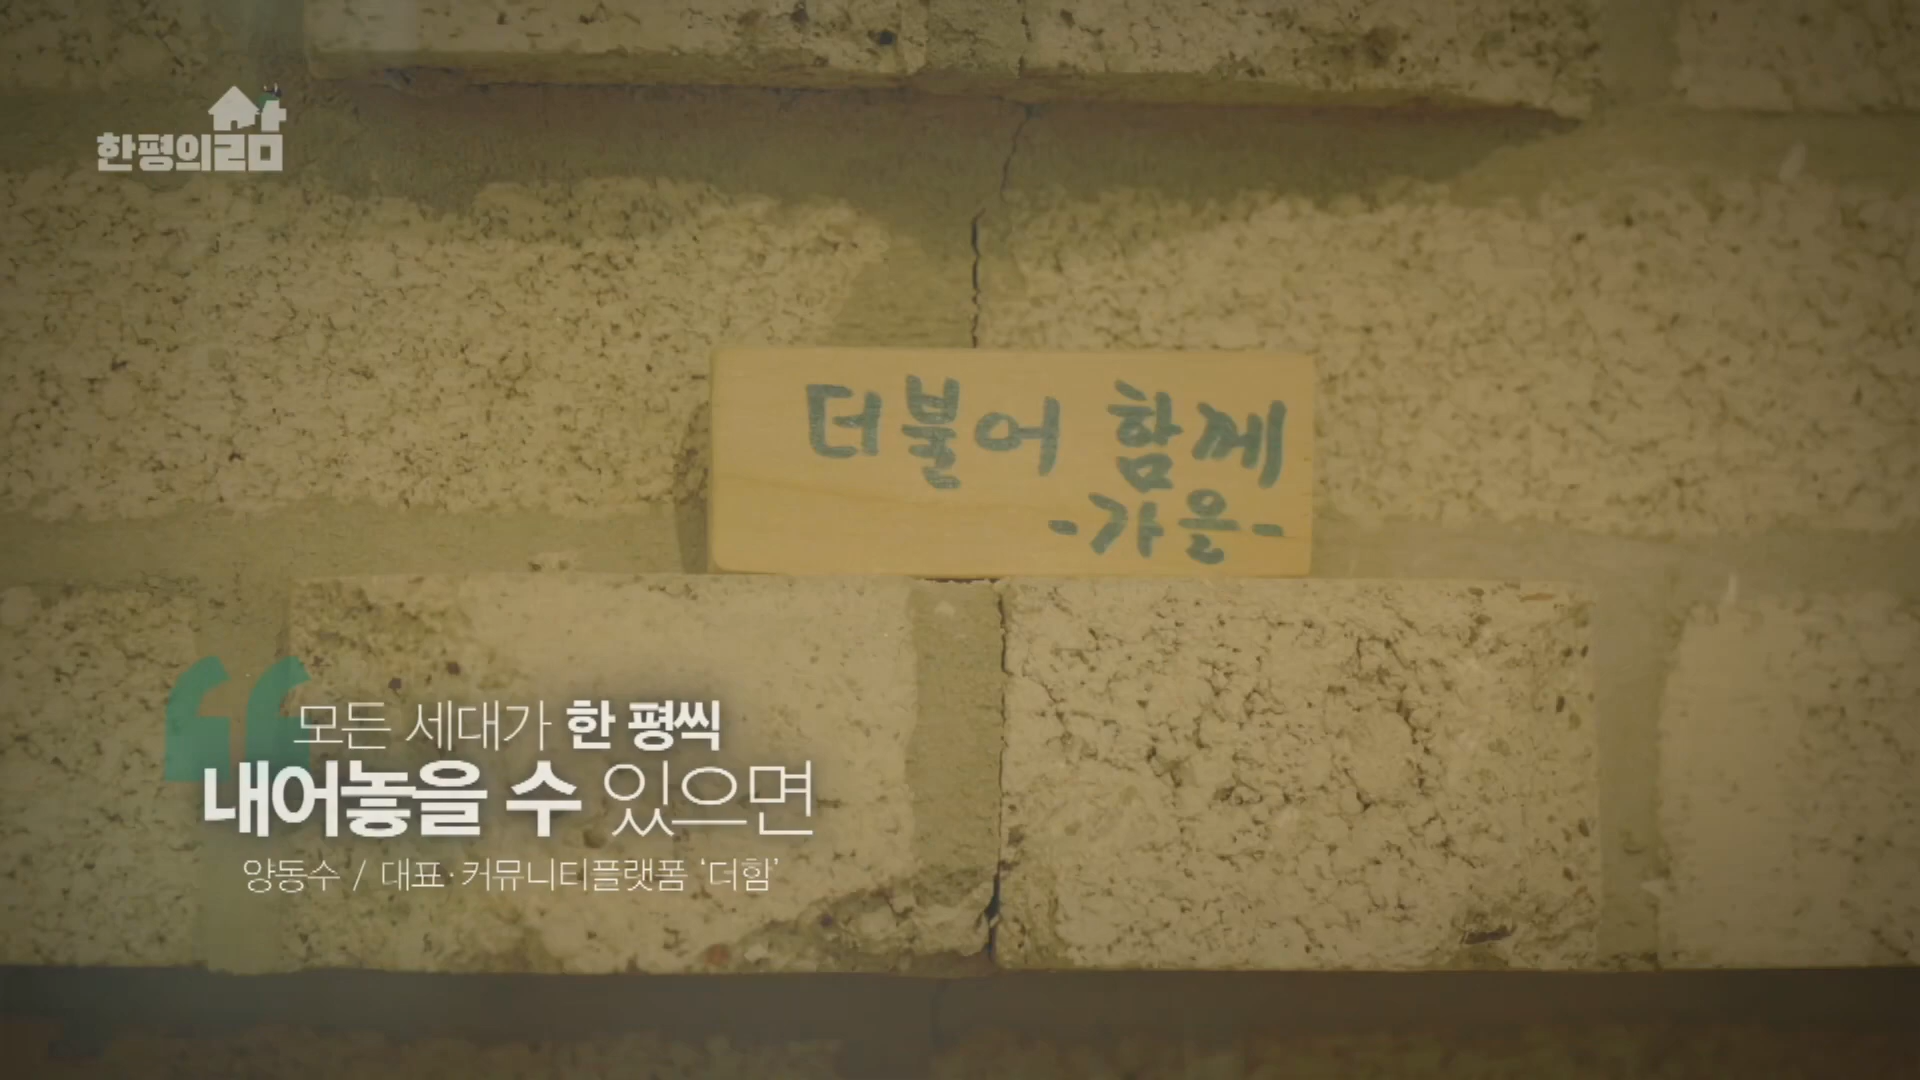 한평의삶
더불어 함께
-가을-
모든 세대가 한 평씩
내어놓을 수 있으면
양동수 / 대표·커뮤니티플랫폼 ‘더함’